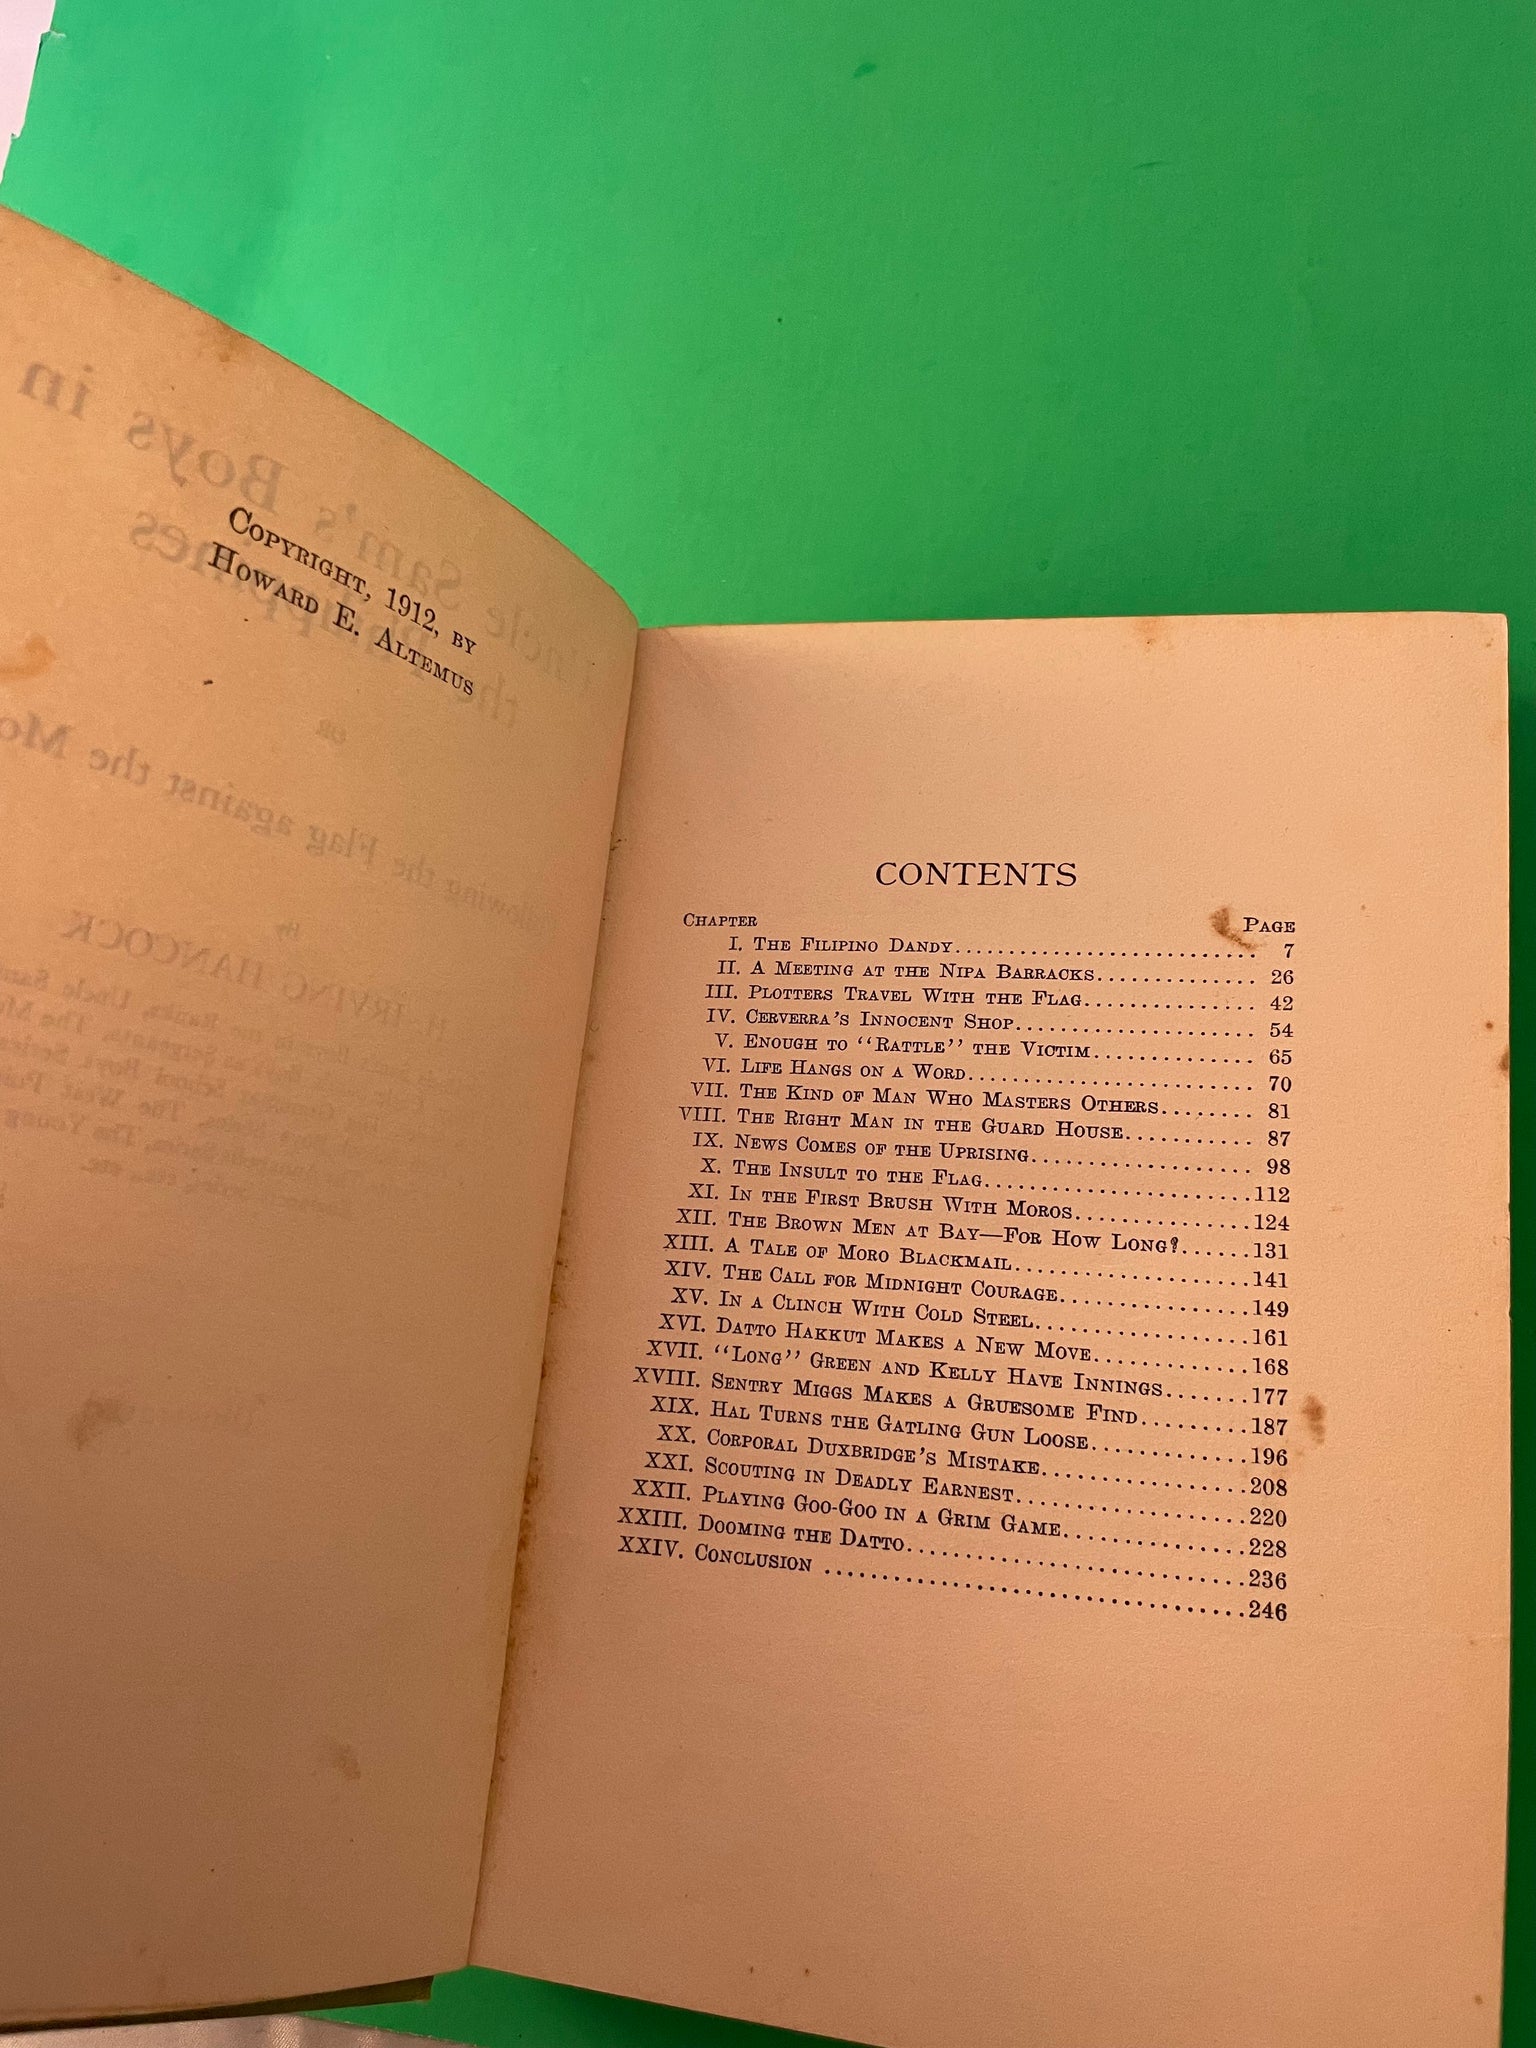 COPYRIGHT, 1912, BY
HOWARD E. ALTEMUS
CONTENTS
CHAPTER PAGE
I. THE FILIPINO DANDY............................ 7
II. A MEETING AT THE NIPA BARRACKS............... 26
III. PLOTTERS TRAVEL WITH THE FLAG................ 42
IV. CERVERRA'S INNOCENT SHOP...................... 54
V. ENOUGH TO "RATTLE" THE VICTIM............... 65
VI. LIFE HANGS ON A WORD........................... 70
VII. THE KIND OF MAN WHO MASTERS OTHERS........ 81
VIII. THE RIGHT MAN IN THE GUARD HOUSE............ 87
IX. NEWS COMES OF THE UPRISING..................... 98
X. THE INSULT TO THE FLAG.........................112
XI. IN THE FIRST BRUSH WITH MOROS.................124
XII. THE BROWN MEN AT BAY—FOR HOW LONG?......131
XIII. A TALE OF MORO BLACKMAIL......................141
XIV. THE CALL FOR MIDNIGHT COURAGE..................149
XV. IN A CLINCH WITH COLD STEEL....................161
XVI. DATTO HAKKUT MAKES A NEW MOVE..............168
XVII. "LONG" GREEN AND KELLY HAVE INNINGS.......177
XVIII. SENTRY MIGGS MAKES A GRUESOME FIND..........187
XIX. HAL TURNS THE GATLING GUN LOOSE..............196
XX. CORPORAL DUXBRIDGE'S MISTAKE...................208
XXI. SCOUTING IN DEADLY EARNEST.....................220
XXII. PLAYING GOO-GOO IN A GRIM GAME................228
XXIII. DOOMING THE DATTO................................236
XXIV. CONCLUSION .......................................246